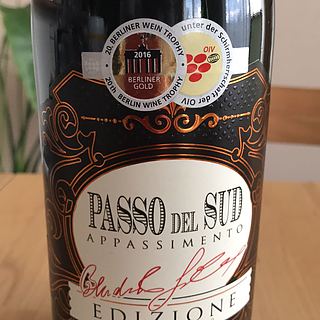 20. BERLINER WEIN TROPHY
20th. BERLIN WINE TROPHY
2016
BERLINER
GOLD
unter der Schirmherrschaft der OIV
OIV
PASSO DEL SUD
APPASSIMENTO
EDIZIONE